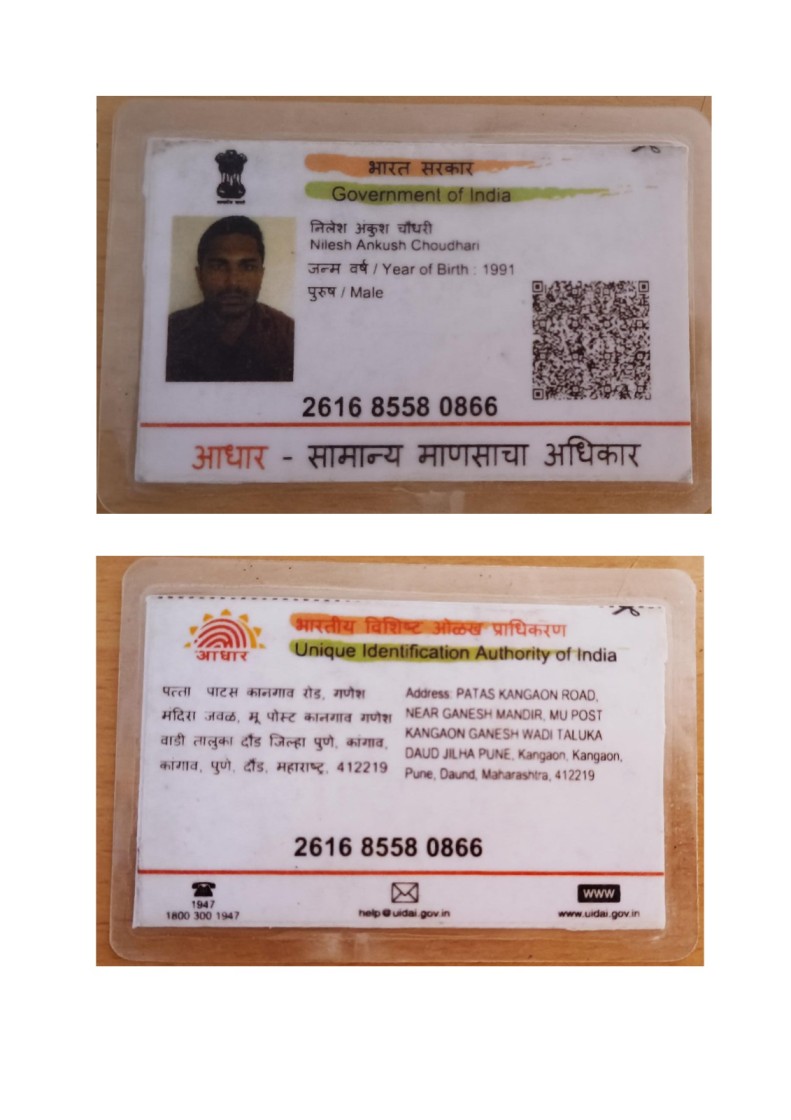 भारत सरकार
Government of India
निलेश अंकुश चौधरी
Nilesh Ankush Choudhari
जन्म वर्ष / Year of Birth : 1991
पुरुष / Male
2616 8558 0866
आधार - सामान्य माणसाचा अधिकार
भारतीय विशिष्ट ओळख प्राधिकरण
Unique Identification Authority of India
आधार
पत्ता पाटस कानगाव रोड, गणेश
मंदिरा जवळ, मू पोस्ट कानगाव गणेश
वाडी तालुका दौंड जिल्हा पुणे, कांगाव,
कांगाव, पुणे, दौंड, महाराष्ट्र, 412219
Address: PATAS KANGAON ROAD,
NEAR GANESH MANDIR, MU POST
KANGAON GANESH WADI TALUKA
DAUD JILHA PUNE, Kangaon, Kangaon,
Pune, Daund, Maharashtra, 412219
2616 8558 0866
1947
1800 300 1947
help@uidai.gov.in
www
www.uidai.gov.in